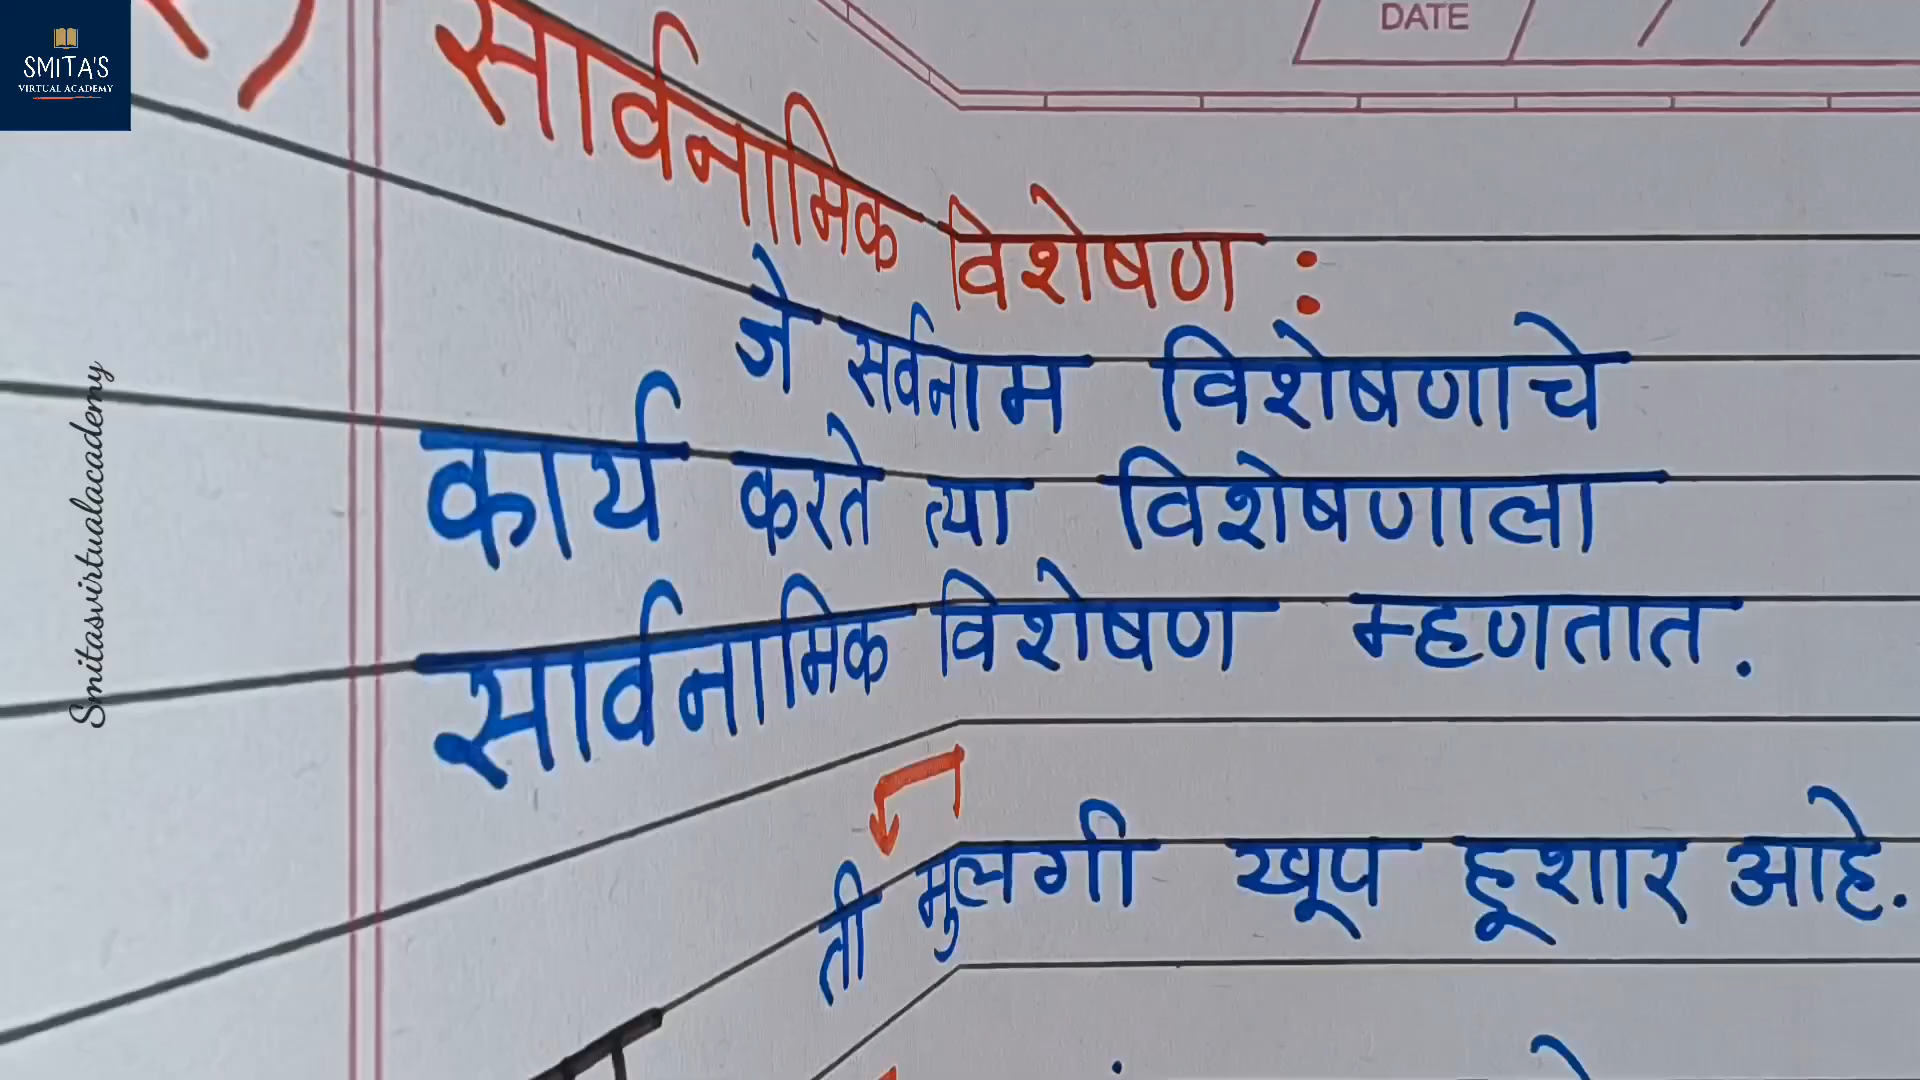 SMITA'S
VIRTUAL ACADEMY
DATE / /
सार्वनामिक विशेषण :
जे सर्वनाम विशेषणाचे
कार्य करते त्या विशेषणाला
सार्वनामिक विशेषण म्हणतात.
ती मुलगी खूप हूशार आहे.
Smitasvirtualacademy